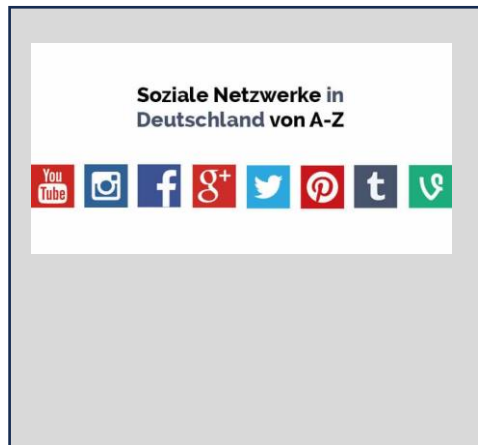 Soziale Netzwerke in
Deutschland von A-Z
You
Tube
f
g+
t